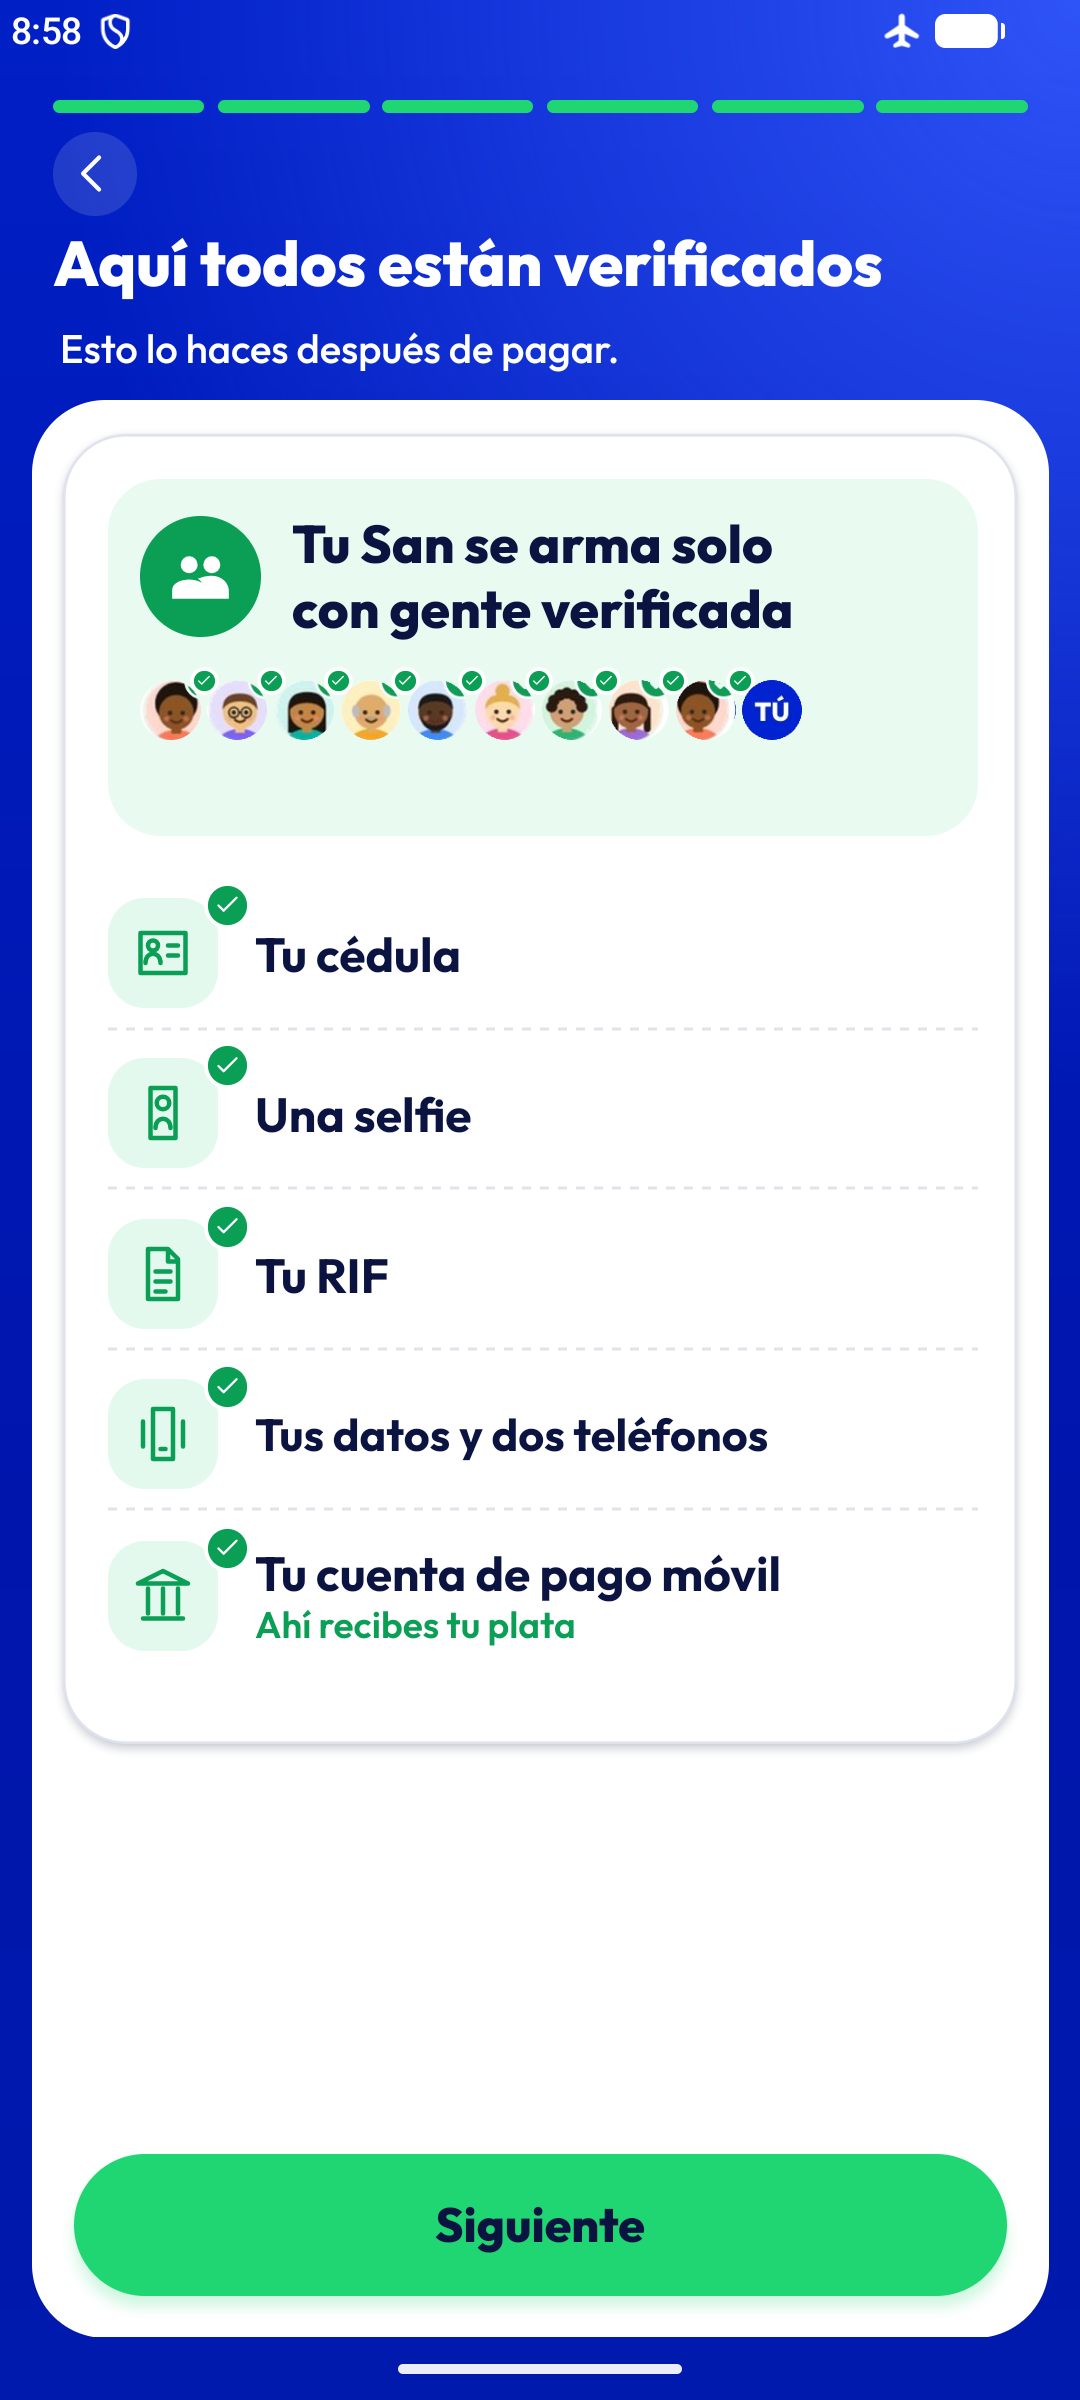 8:58
Aquí todos están verificados
Esto lo haces después de pagar.
Tu San se arma solo
con gente verificada
TÚ
Tu cédula
Una selfie
Tu RIF
Tus datos y dos teléfonos
Tu cuenta de pago móvil
Ahí recibes tu plata
Siguiente